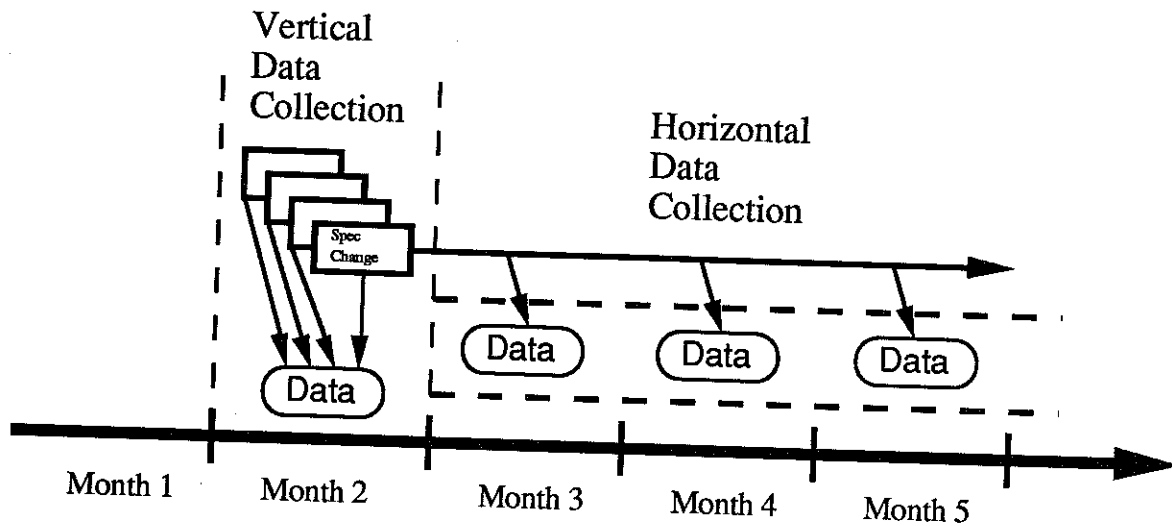 Vertical
Data
Collection
Horizontal
Data
Collection
Spec
Change
Data
Data
Data
Data
Month 1
Month 2
Month 3
Month 4
Month 5